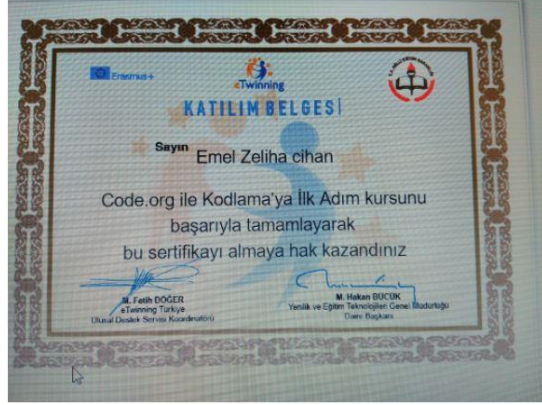 Erasmus+
eTwinning
KATILIM BELGESİ
Sayın
Emel Zeliha cihan
Code.org ile Kodlama'ya İlk Adım kursunu
başarıyla tamamlayarak
bu sertifikayı almaya hak kazandınız
M. Fatih DÖĞER
eTwinning Türkiye
Ulusal Destek Servisi Koordinatörü
M. Hakan BÜCÜK
Yenilik ve Eğitim Teknolojileri Genel Müdürlüğü
Daire Başkanı